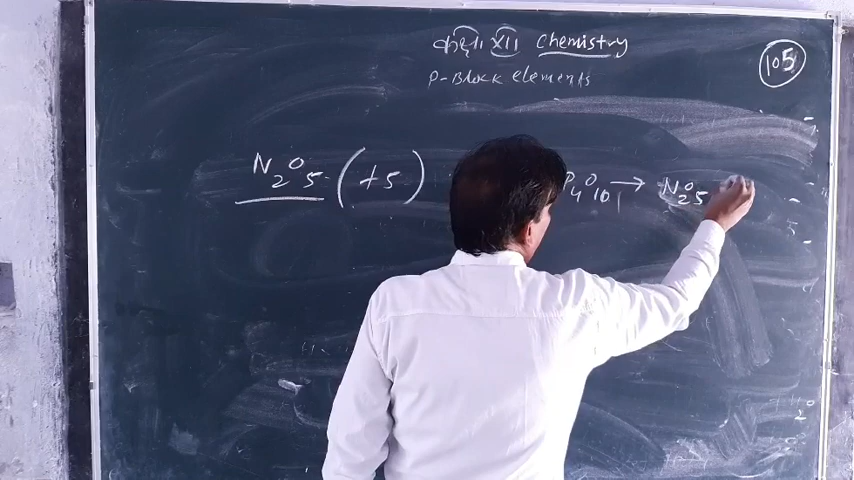 कक्षा XII Chemistry
105
P-Block elements
N2O5 (+5)
P4O10 → N2O5